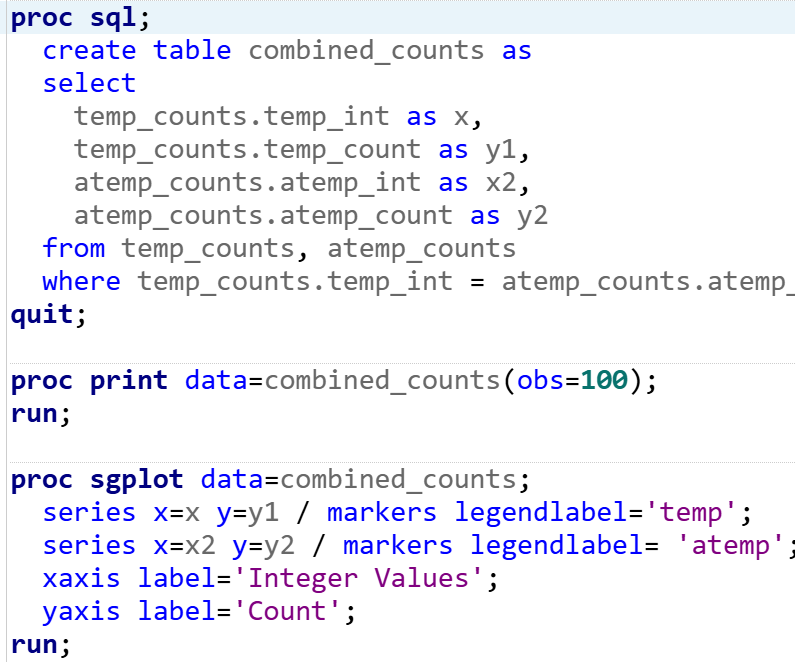 proc sql;
create table combined_counts as
select
temp_counts.temp_int as x,
temp_counts.temp_count as y1,
atemp_counts.atemp_int as x2,
atemp_counts.atemp_count as y2
from temp_counts, atemp_counts
where temp_counts.temp_int = atemp_counts.atemp_
quit;
proc print data=combined_counts(obs=100);
run;
proc sgplot data=combined_counts;
series x=x y=y1 / markers legendlabel='temp';
series x=x2 y=y2 / markers legendlabel= 'atemp';
xaxis label='Integer Values';
yaxis label='Count';
run;